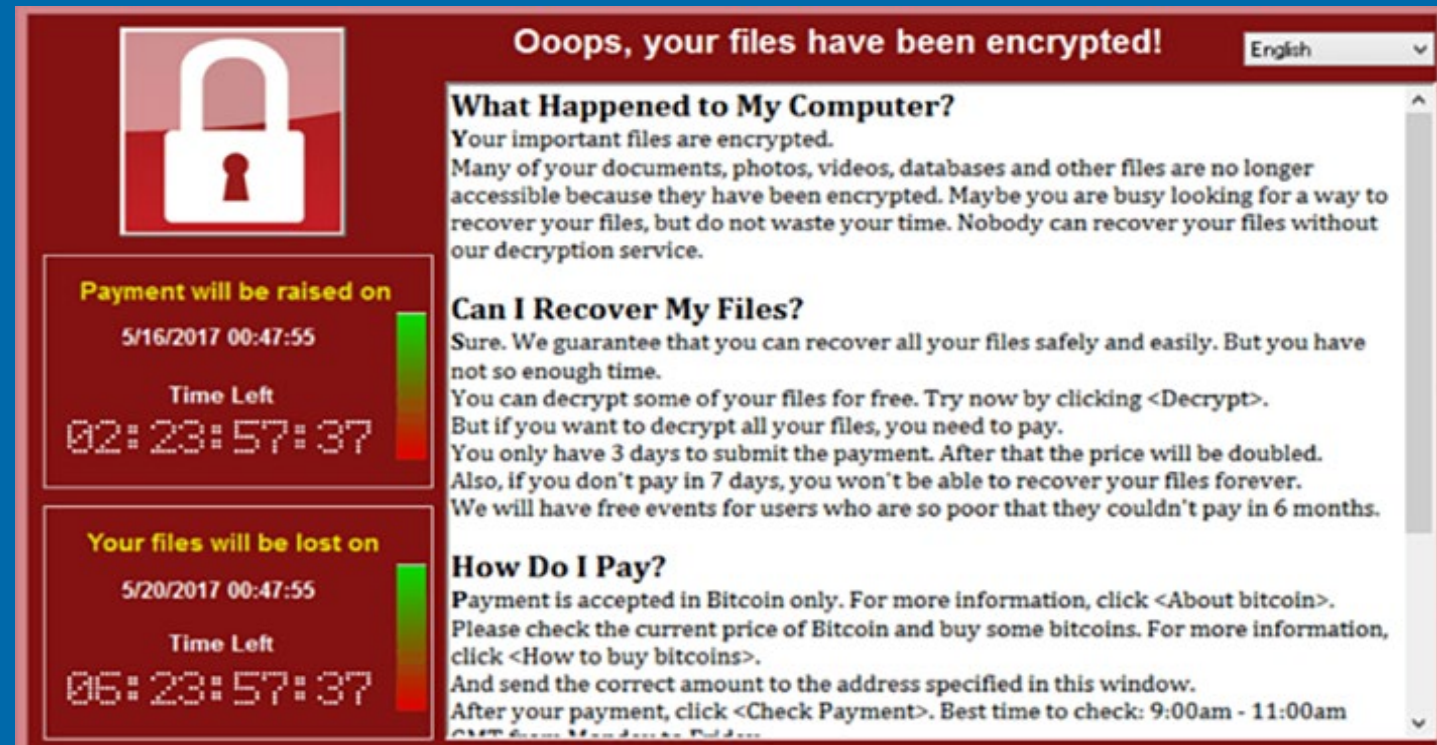 Ooops, your files have been encrypted!
English
Payment will be raised on
5/16/2017 00:47:55
Time Left
02:23:57:37
Your files will be lost on
5/20/2017 00:47:55
Time Left
06:23:57:37
What Happened to My Computer?
Your important files are encrypted.
Many of your documents, photos, videos, databases and other files are no longer
accessible because they have been encrypted. Maybe you are busy looking for a way to
recover your files, but do not waste your time. Nobody can recover your files without
our decryption service.
Can I Recover My Files?
Sure. We guarantee that you can recover all your files safely and easily. But you have
not so enough time.
You can decrypt some of your files for free. Try now by clicking <Decrypt>.
But if you want to decrypt all your files, you need to pay.
You only have 3 days to submit the payment. After that the price will be doubled.
Also, if you don't pay in 7 days, you won't be able to recover your files forever.
We will have free events for users who are so poor that they couldn't pay in 6 months.
How Do I Pay?
Payment is accepted in Bitcoin only. For more information, click <About bitcoin>.
Please check the current price of Bitcoin and buy some bitcoins. For more information,
click <How to buy bitcoins>.
And send the correct amount to the address specified in this window.
After your payment, click <Check Payment>. Best time to check: 9:00am - 11:00am
GMT from Monday to Friday